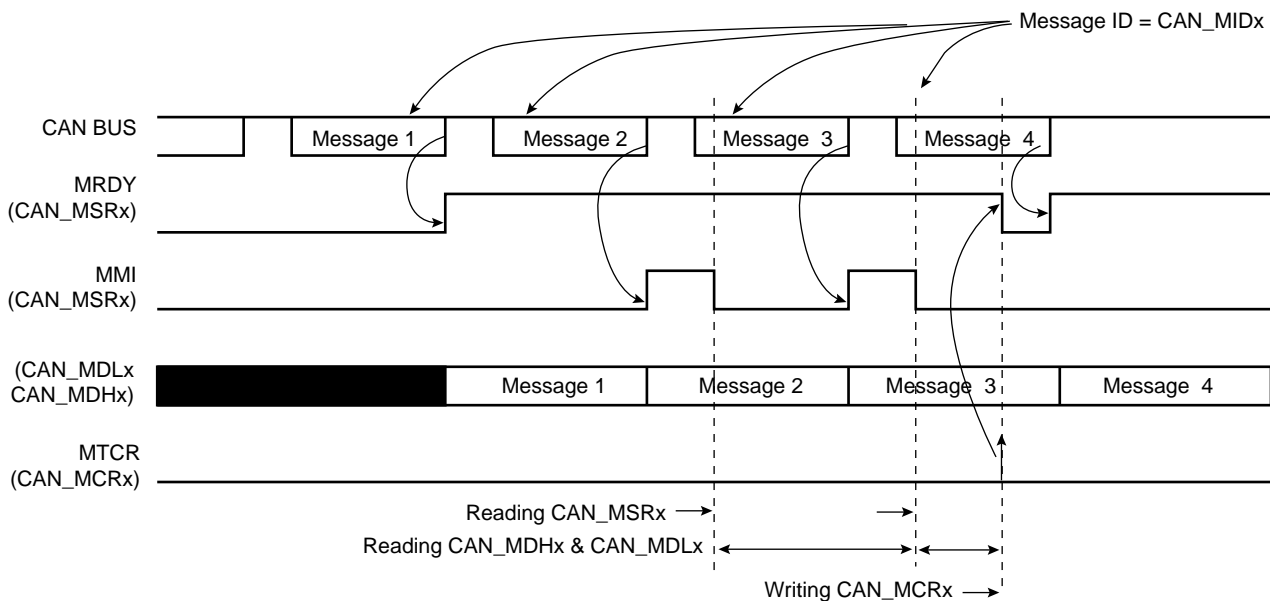 Message ID = CAN_MIDx
CAN BUS
Message 1
Message 2
Message 3
Message 4
MRDY
(CAN_MSRx)
MMI
(CAN_MSRx)
(CAN_MDLx
CAN_MDHx)
Message 1
Message 2
Message 3
Message 4
MTCR
(CAN_MCRx)
Reading CAN_MSRx
Reading CAN_MDHx & CAN_MDLx
Writing CAN_MCRx